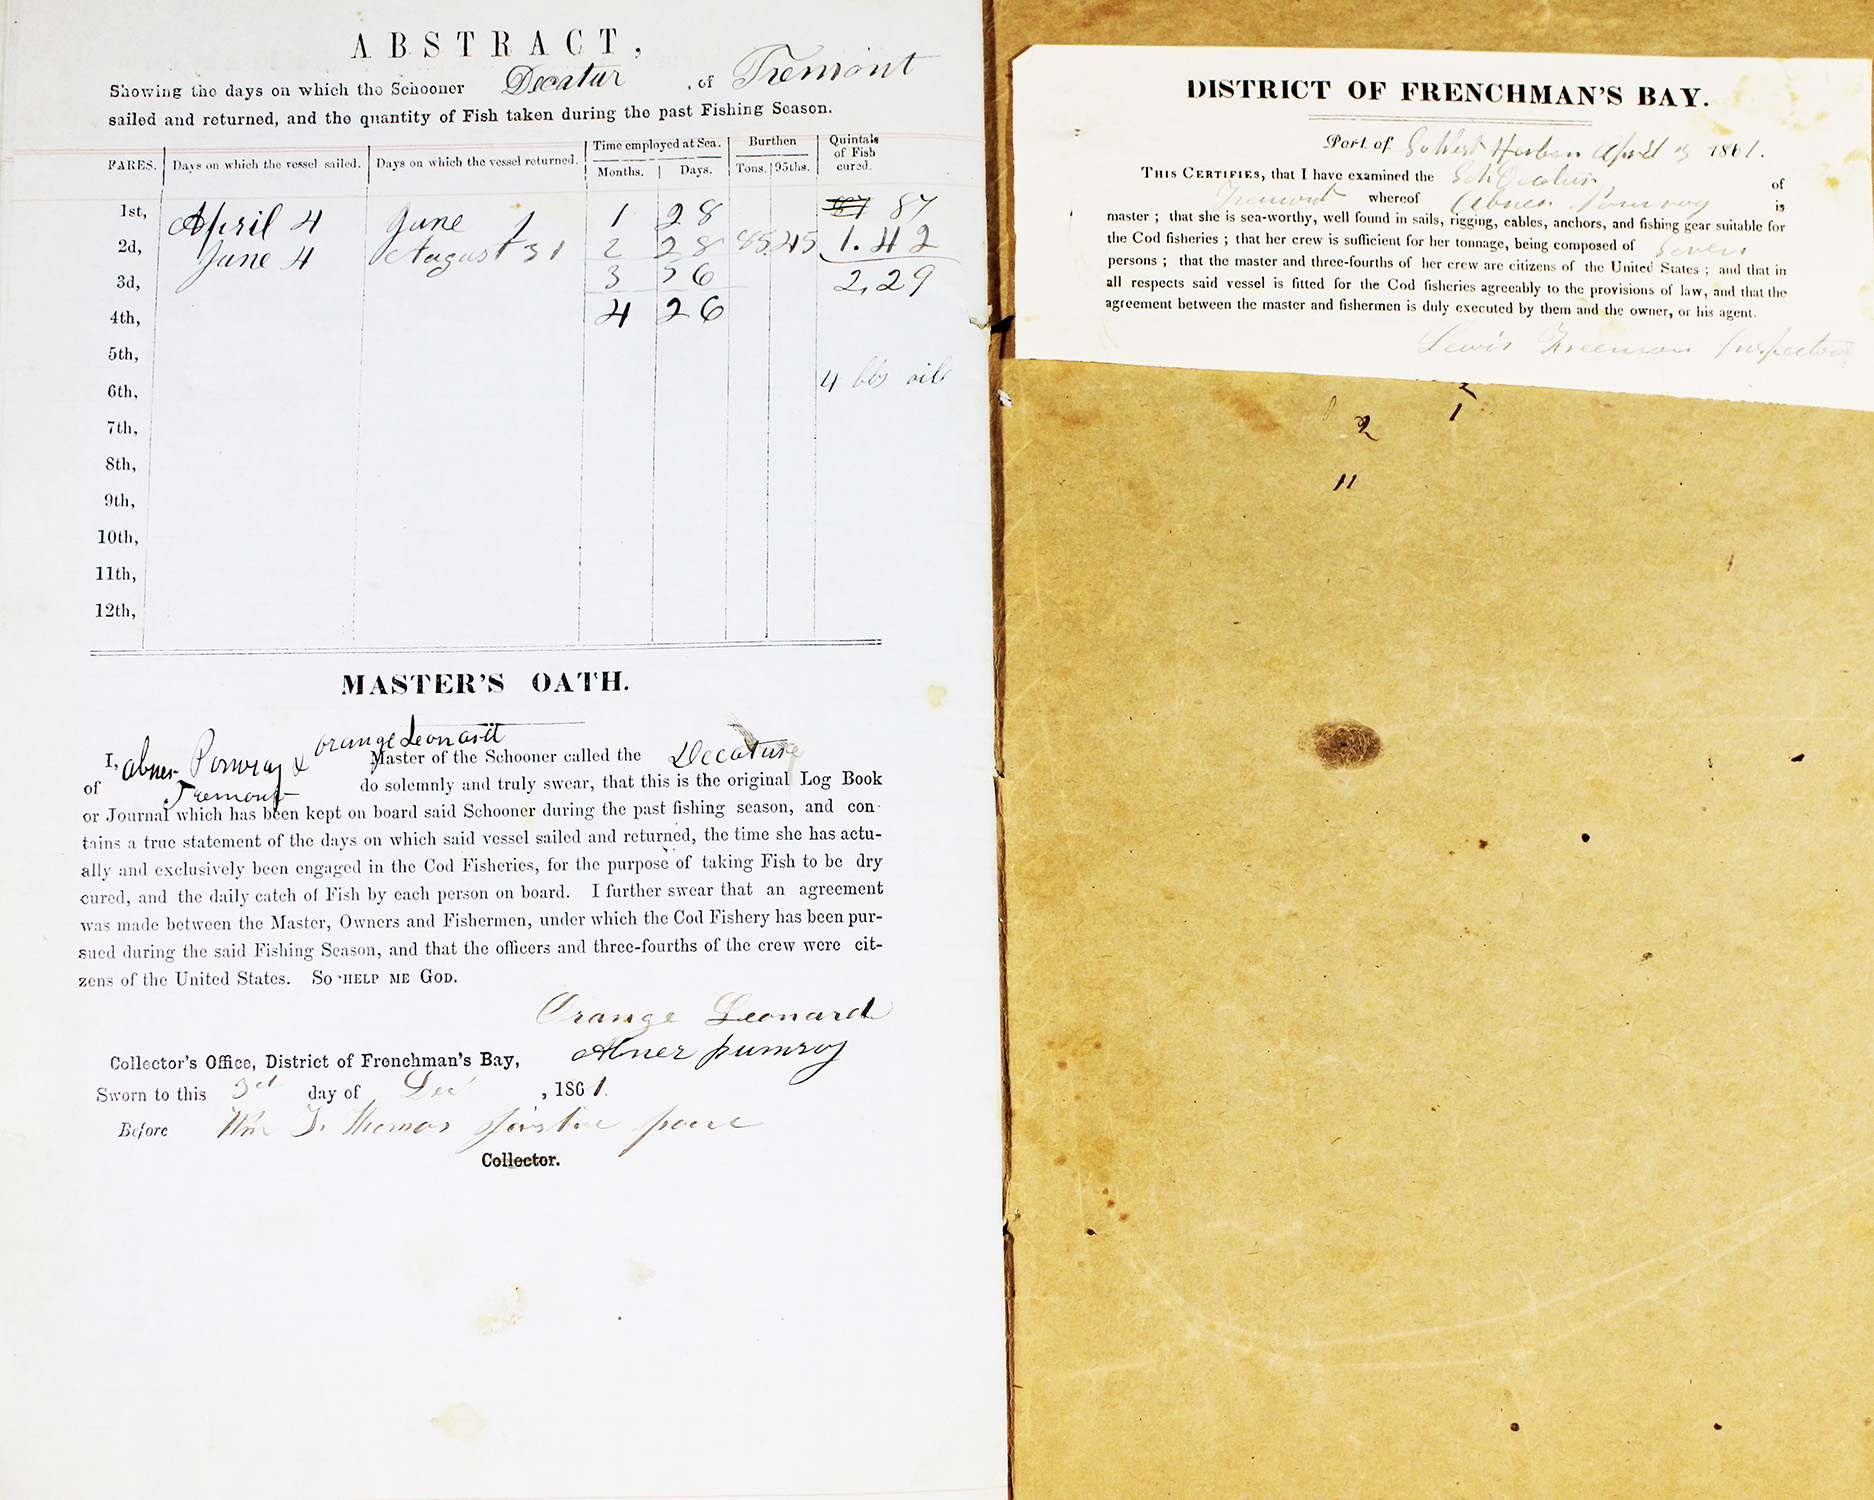 ABSTRACT,
Showing the days on which the Schooner Decatur , of Tremont
sailed and returned, and the quantity of Fish taken during the past Fishing Season.
FARES. Days on which the vessel sailed. Days on which the vessel returned. Time employed at Sea. Months. Days. Burthen Tons. 95ths. Quintals of Fish cured.
1st, April 4 June 1 1 28 87
2d, June 4 August 31 2 28 85 45 1.42
3d, 3 56 2,29
4th, 4 26
5th,
6th, 4 bbs oil
7th,
8th,
9th,
10th,
11th,
12th,
MASTER'S OATH.
I, Abner Pomroy & Orange Leonard Master of the Schooner called the Decature
of Tremont do solemnly and truly swear, that this is the original Log Book
or Journal which has been kept on board said Schooner during the past fishing season, and con-
tains a true statement of the days on which said vessel sailed and returned, the time she has actu-
ally and exclusively been engaged in the Cod Fisheries, for the purpose of taking Fish to be dry
cured, and the daily catch of Fish by each person on board. I further swear that an agreement
was made between the Master, Owners and Fishermen, under which the Cod Fishery has been pur-
sued during the said Fishing Season, and that the officers and three-fourths of the crew were cit-
zens of the United States. So HELP ME GOD.
Orange Leonard
Abner pumroy
Collector's Office, District of Frenchman's Bay,
Sworn to this 3d day of Dec , 1861.
Before Wm T. Thomas Justice peace
Collector.
DISTRICT OF FRENCHMAN'S BAY.
Port of S. West Harbor April 3 1861.
THIS CERTIFIES, that I have examined the Sch Decatur of
Tremont whereof Abner Pomroy is
master ; that she is sea-worthy, well found in sails, rigging, cables, anchors, and fishing gear suitable for
the Cod fisheries ; that her crew is sufficient for her tonnage, being composed of Seven
persons ; that the master and three-fourths of her crew are citizens of the United States ; and that in
all respects said vessel is fitted for the Cod fisheries agreeably to the provisions of law, and that the
agreement between the master and fishermen is duly executed by them and the owner, or his agent.
Lewis Freeman Inspector
2 1
11